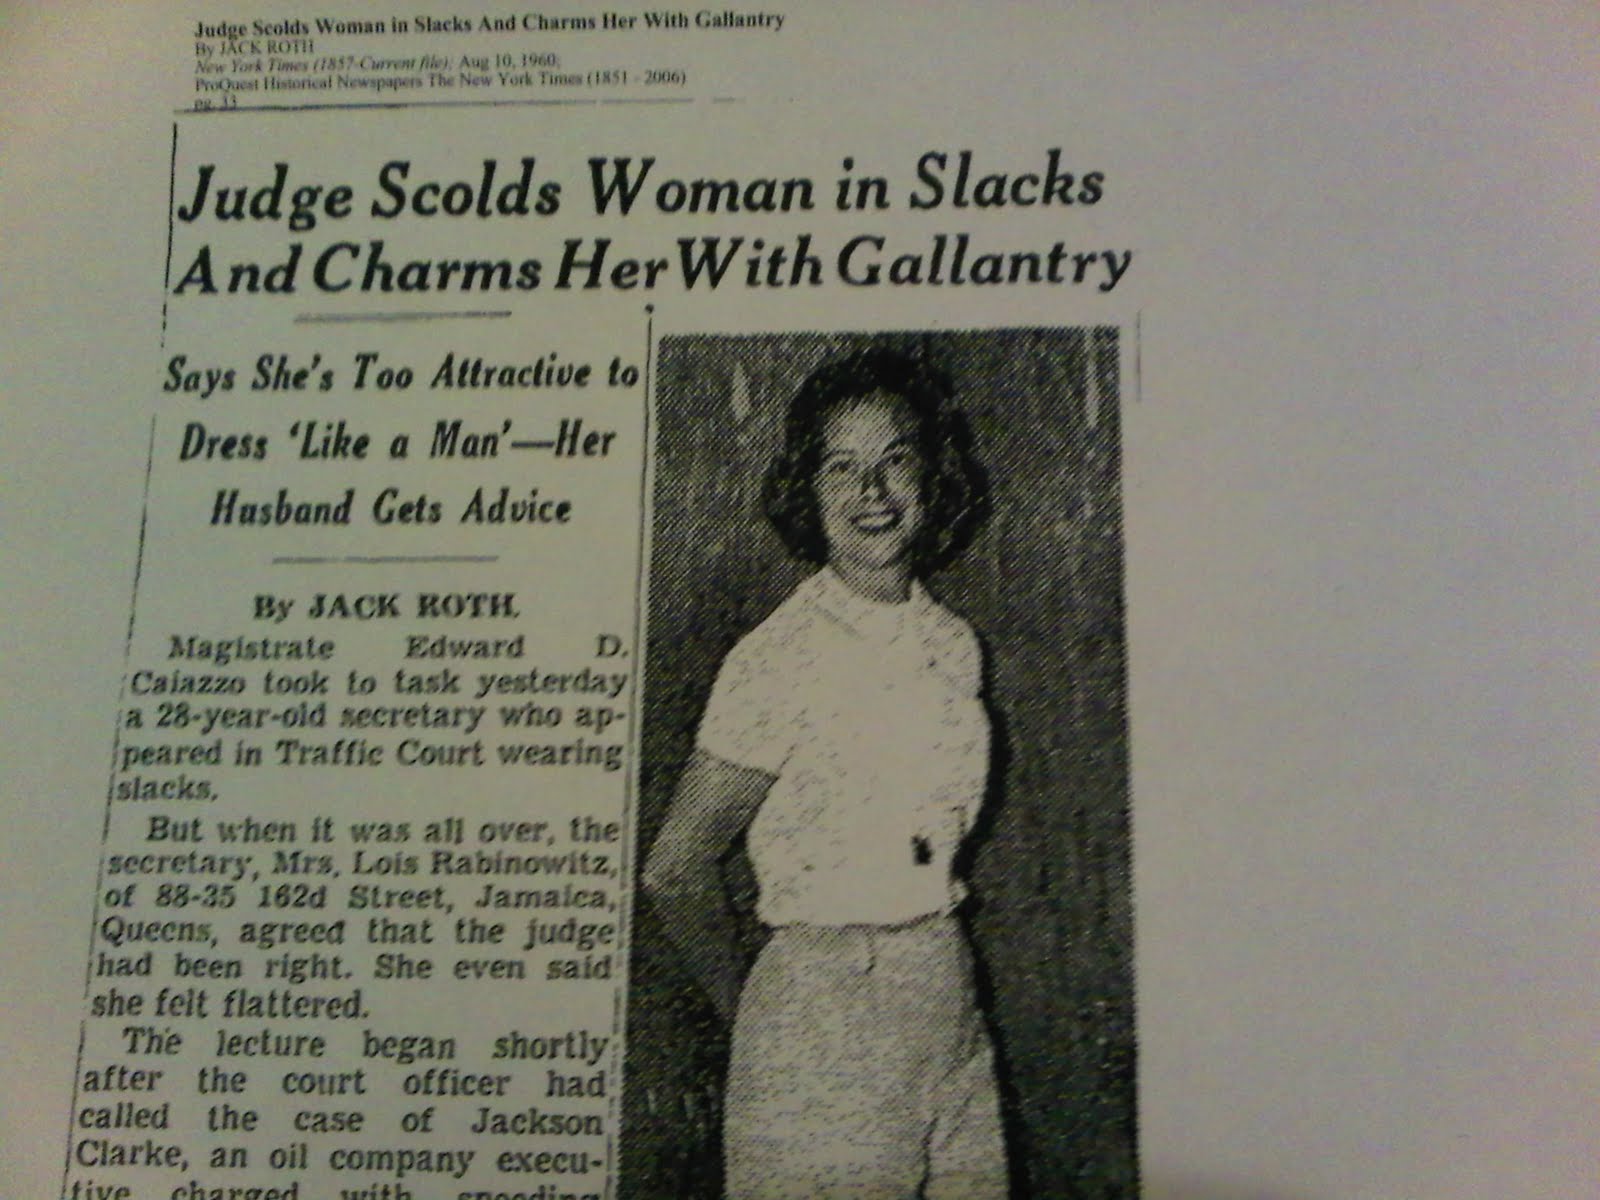 Judge Scolds Woman in Slacks And Charms Her With Gallantry
By JACK ROTH
New York Times (1857-Current file); Aug 10, 1960;
ProQuest Historical Newspapers The New York Times (1851 - 2006)
pg. 33
Judge Scolds Woman in Slacks
And Charms Her With Gallantry
Says She's Too Attractive to
Dress 'Like a Man'—Her
Husband Gets Advice
By JACK ROTH.
Magistrate Edward D.
Caiazzo took to task yesterday
a 28-year-old secretary who ap-
peared in Traffic Court wearing
slacks.
But when it was all over, the
secretary, Mrs. Lois Rabinowitz,
of 88-35 162d Street, Jamaica,
Queens, agreed that the judge
had been right. She even said
she felt flattered.
The lecture began shortly
after the court officer had
called the case of Jackson
Clarke, an oil company execu-
tive charged with speeding